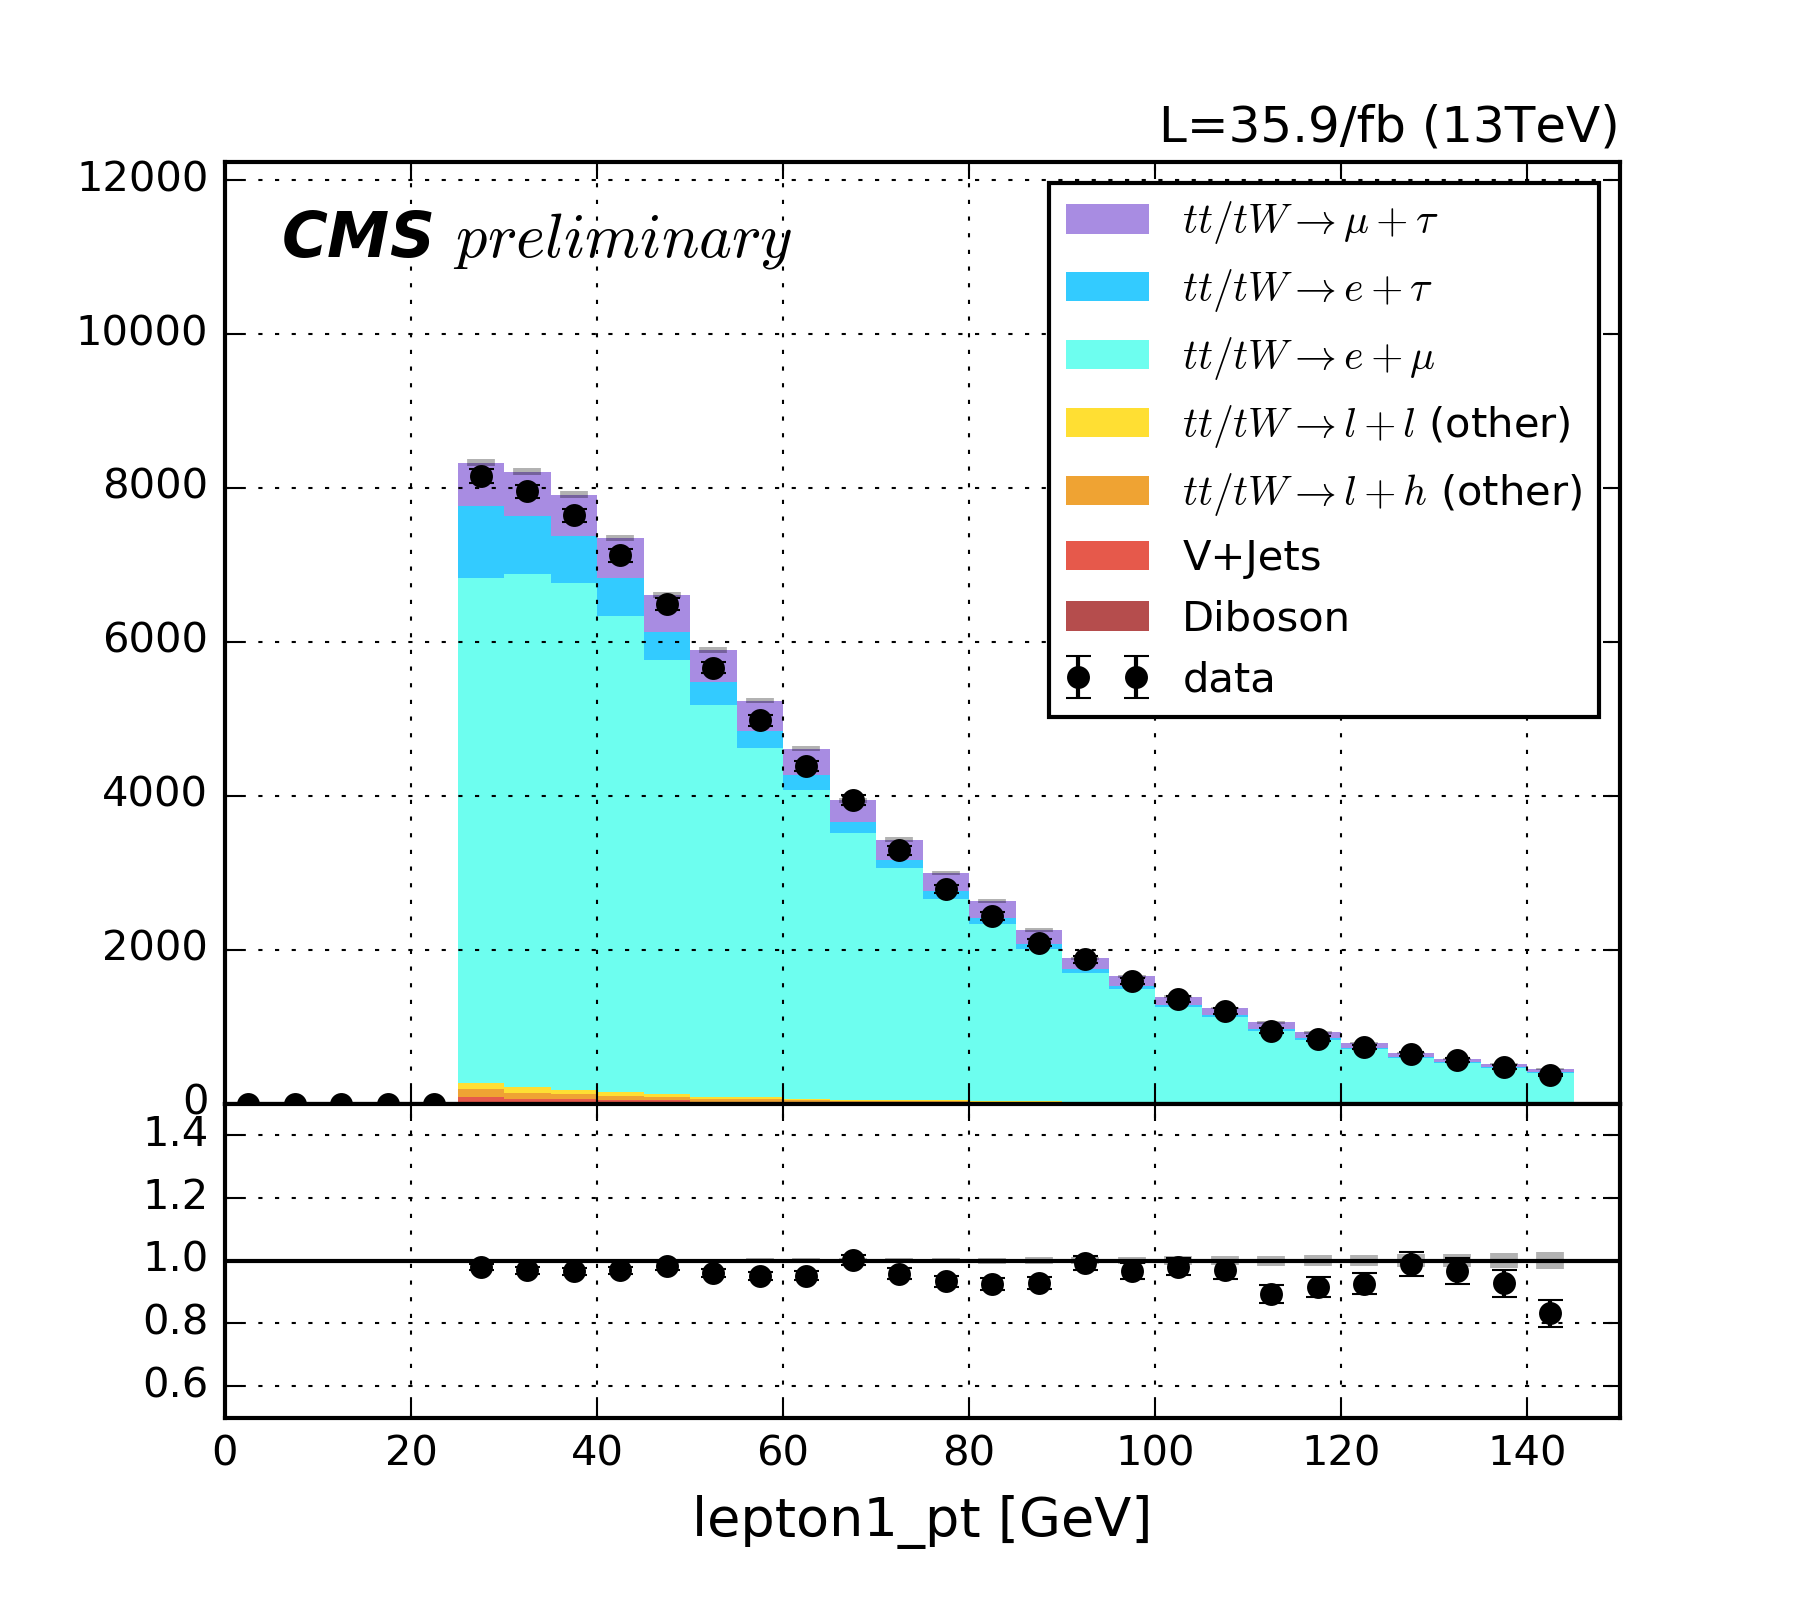 L=35.9/fb (13TeV)
CMS preliminary
12000
10000
8000
6000
4000
2000
0
tt/tW→μ+τ
tt/tW→e+τ
tt/tW→e+μ
tt/tW→l+l (other)
tt/tW→l+h (other)
V+Jets
Diboson
data
1.4
1.2
1.0
0.8
0.6
0 20 40 60 80 100 120 140
lepton1_pt [GeV]